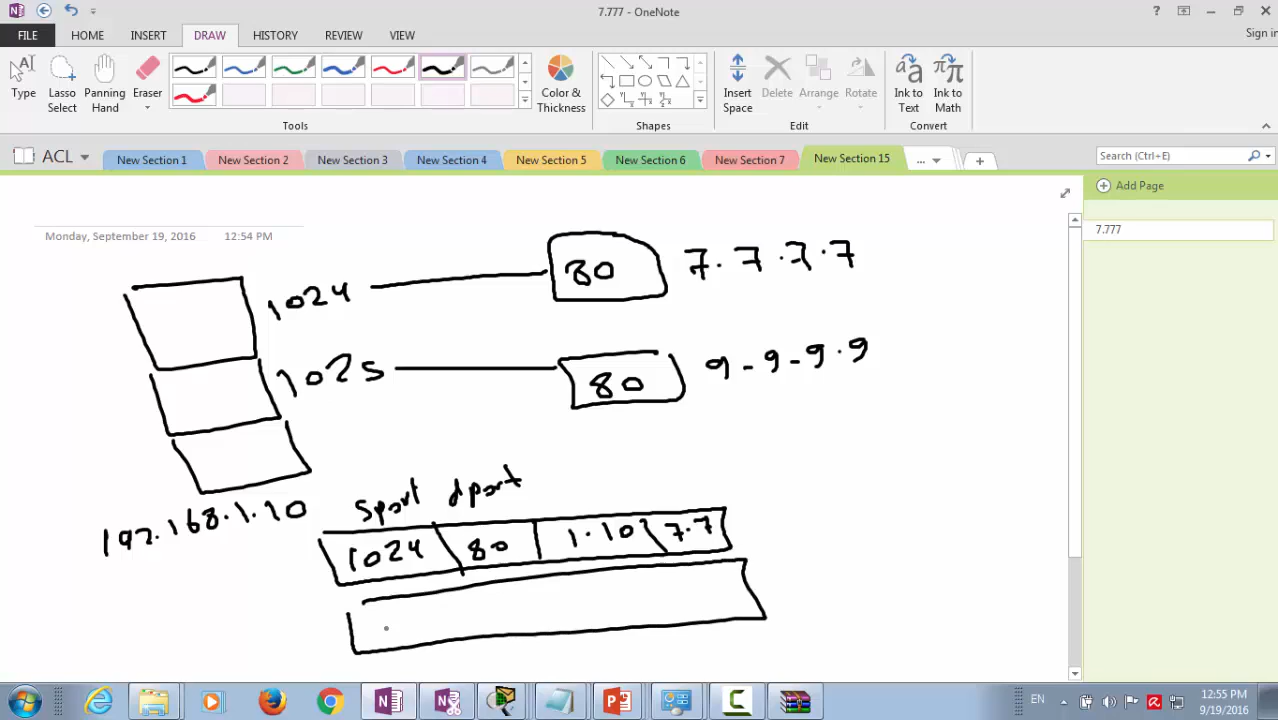 7.777 - OneNote
Sign in
FILE HOME INSERT DRAW HISTORY REVIEW VIEW
Type
Lasso Select
Panning Hand
Eraser
Color & Thickness
Insert Space
Delete
Arrange
Rotate
Ink to Text
Ink to Math
Tools
Shapes
Edit
Convert
ACL
New Section 1
New Section 2
New Section 3
New Section 4
New Section 5
New Section 6
New Section 7
New Section 15
...
Search (Ctrl+E)
Add Page
7.777
Monday, September 19, 2016 12:54 PM
1024 80 7.7.7.7
1025 80 9-9-9.9
192.168.1.10
Sport dport
1024 80 1.10 7.7
EN
12:55 PM
9/19/2016